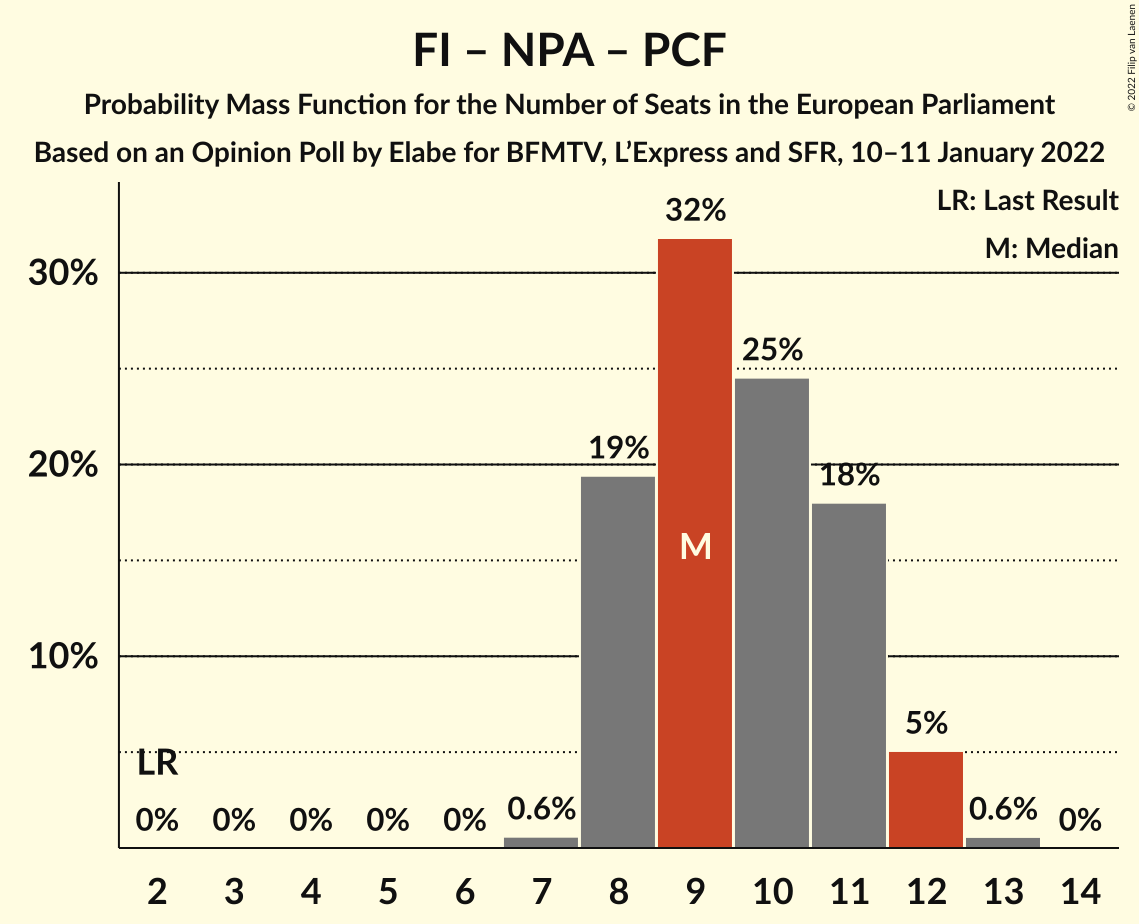 FI – NPA – PCF
Probability Mass Function for the Number of Seats in the European Parliament
Based on an Opinion Poll by Elabe for BFMTV, L’Express and SFR, 10–11 January 2022
© 2022 Filip van Laenen
LR: Last Result
M: Median
30%
20%
10%
32%
25%
19%
18%
M
5%
LR
0%
0%
0%
0%
0%
0.6%
0.6%
0%
2 3 4 5 6 7 8 9 10 11 12 13 14